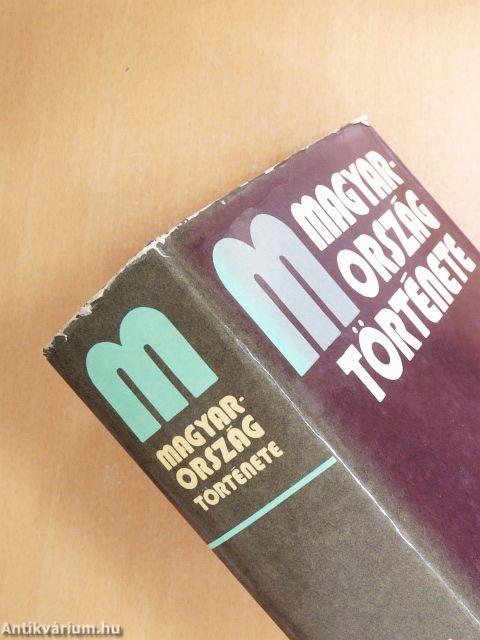 M
MAGYAR-
ORSZÁG
TÖRTÉNETE
M
MAGYAR-
ORSZÁG
TÖRTÉNETE
Antikvárium.hu